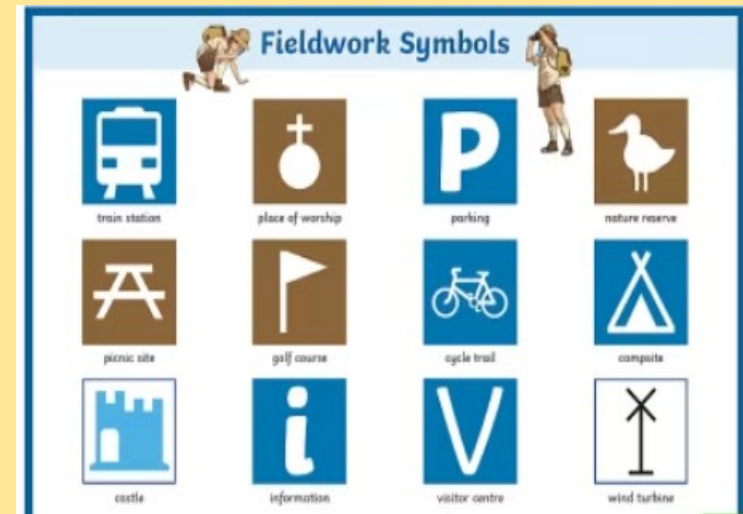 Fieldwork Symbols
P
train station
place of worship
parking
nature reserve
picnic site
golf course
cycle trail
campsite
i
V
castle
information
visitor centre
wind turbine